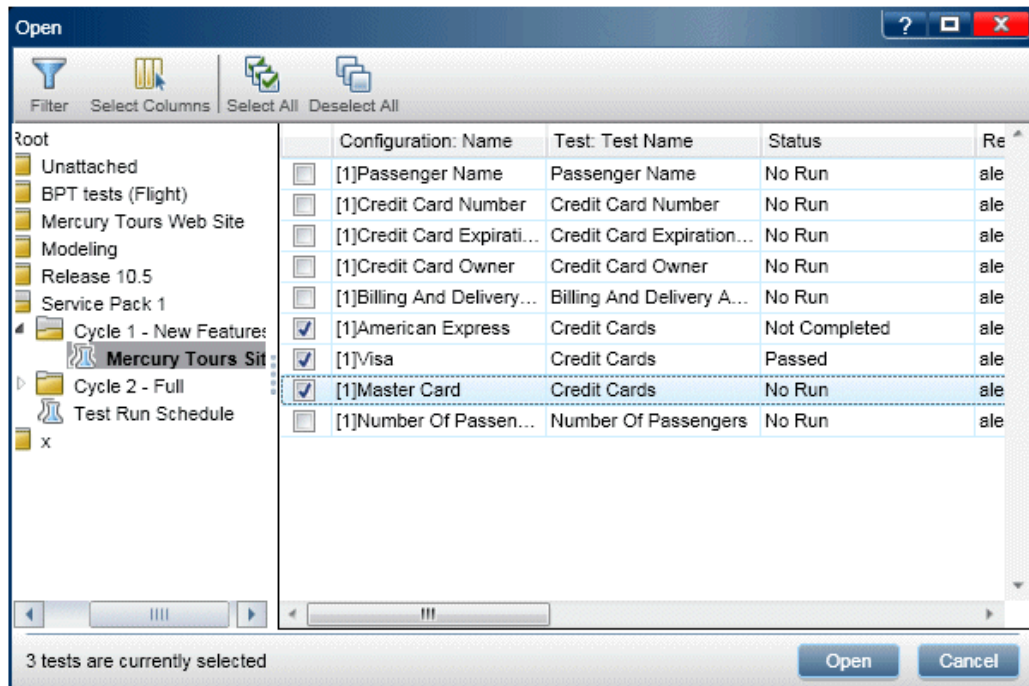 Open
?
X
Filter Select Columns Select All Deselect All
Root
Unattached
BPT tests (Flight)
Mercury Tours Web Site
Modeling
Release 10.5
Service Pack 1
Cycle 1 - New Features
Mercury Tours Sit
Cycle 2 - Full
Test Run Schedule
x
Configuration: Name Test: Test Name Status Re
[1]Passenger Name Passenger Name No Run ale
[1]Credit Card Number Credit Card Number No Run ale
[1]Credit Card Expirati... Credit Card Expiration... No Run ale
[1]Credit Card Owner Credit Card Owner No Run ale
[1]Billing And Delivery... Billing And Delivery A... No Run ale
[1]American Express Credit Cards Not Completed ale
[1]Visa Credit Cards Passed ale
[1]Master Card Credit Cards No Run ale
[1]Number Of Passen... Number Of Passengers No Run ale
3 tests are currently selected
Open Cancel